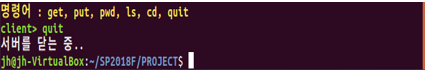 명령어 : get, put, pwd, ls, cd, quit
client> quit
서버를 닫는 중..
jh@jh-VirtualBox:~/SP2018F/PROJECT$